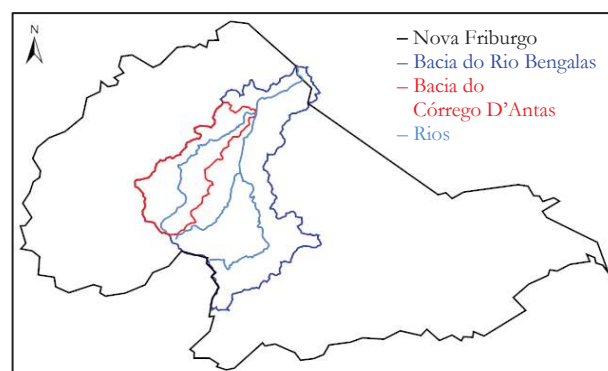 N
Nova Friburgo
Bacia do Rio Bengalas
Bacia do
Córrego D’Antas
Rios